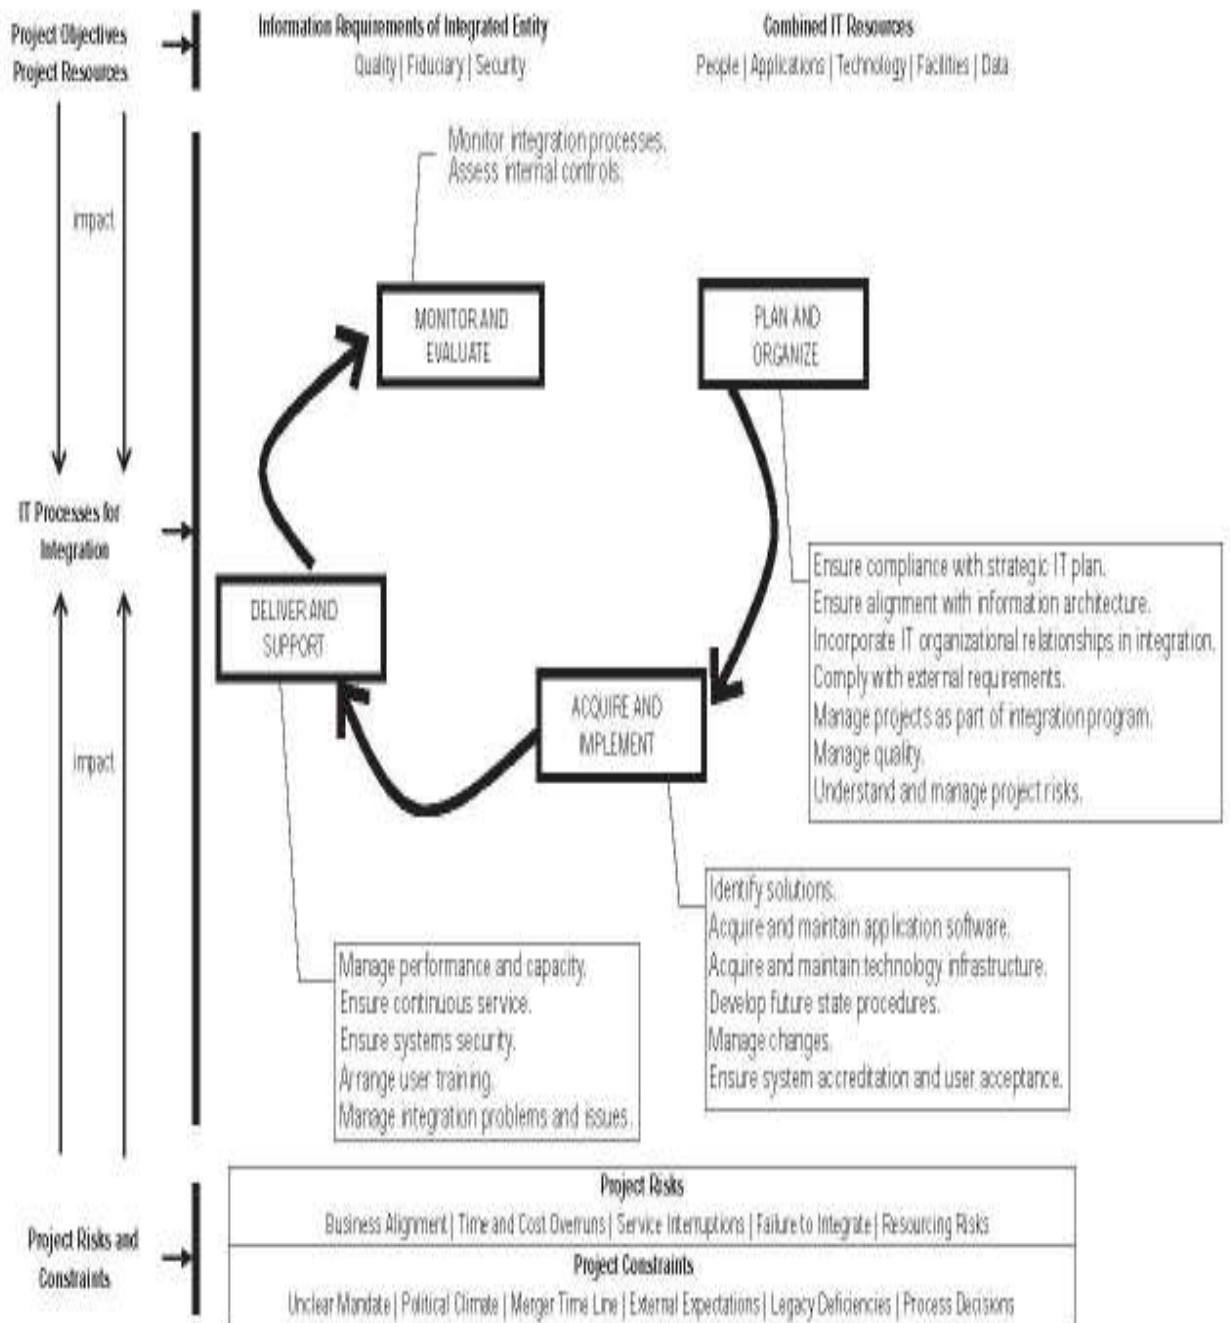 Project Objectives
Project Resources
Information Requirements of Integrated Entity
Quality | Fiduciary | Security
Combined IT Resources
People | Applications | Technology | Facilities | Data
impact
Monitor integration processes.
Assess internal controls.
MONITOR AND
EVALUATE
PLAN AND
ORGANIZE
IT Processes for
Integration
Ensure compliance with strategic IT plan.
Ensure alignment with information architecture.
Incorporate IT organizational relationships in integration.
Comply with external requirements.
Manage projects as part of integration program.
Manage quality.
Understand and manage project risks.
DELIVER AND
SUPPORT
ACQUIRE AND
IMPLEMENT
impact
Identify solutions.
Acquire and maintain application software.
Acquire and maintain technology infrastructure.
Develop future state procedures.
Manage changes.
Ensure system accreditation and user acceptance.
Manage performance and capacity.
Ensure continuous service.
Ensure systems security.
Arrange user training.
Manage integration problems and issues.
Project Risks and
Constraints
Project Risks
Business Alignment | Time and Cost Overruns | Service Interruptions | Failure to Integrate | Resourcing Risks
Project Constraints
Unclear Mandate | Political Climate | Merger Time Line | External Expectations | Legacy Deficiencies | Process Decisions